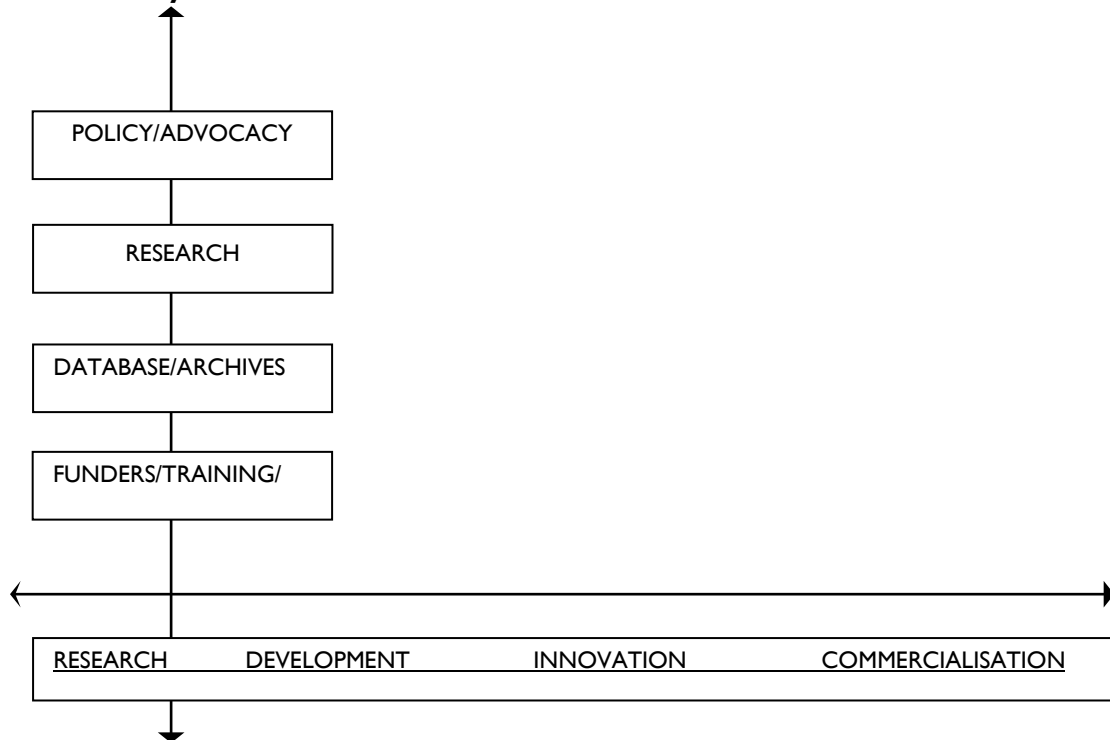 POLICY/ADVOCACY
RESEARCH
DATABASE/ARCHIVES
FUNDERS/TRAINING/
RESEARCH DEVELOPMENT INNOVATION COMMERCIALISATION